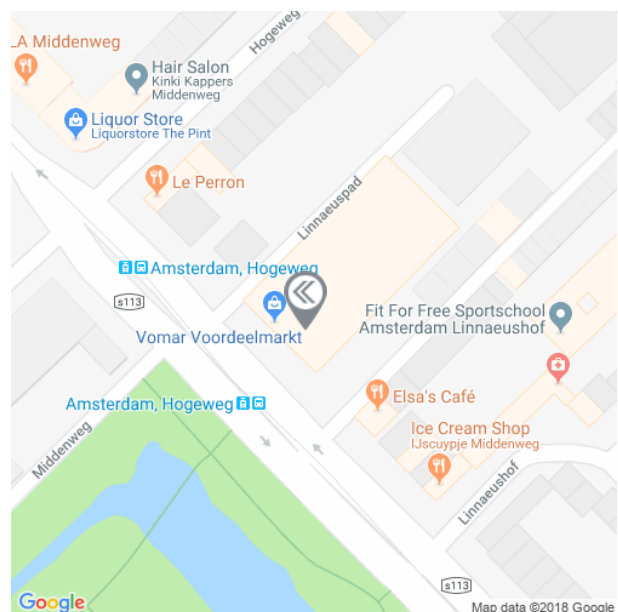 LA Middenweg
Hogeweg
Hair Salon
Kinki Kappers
Middenweg
Liquor Store
Liquorstore The Pint
Le Perron
Linnaeuspad
Amsterdam, Hogeweg
s113
Fit For Free Sportschool
Amsterdam Linnaeushof
Vomar Voordeelmarkt
Elsa's Café
Amsterdam, Hogeweg
Middenweg
Ice Cream Shop
IJscuypje Middenweg
Linnaeushof
s113
Google
Map data ©2018 Google